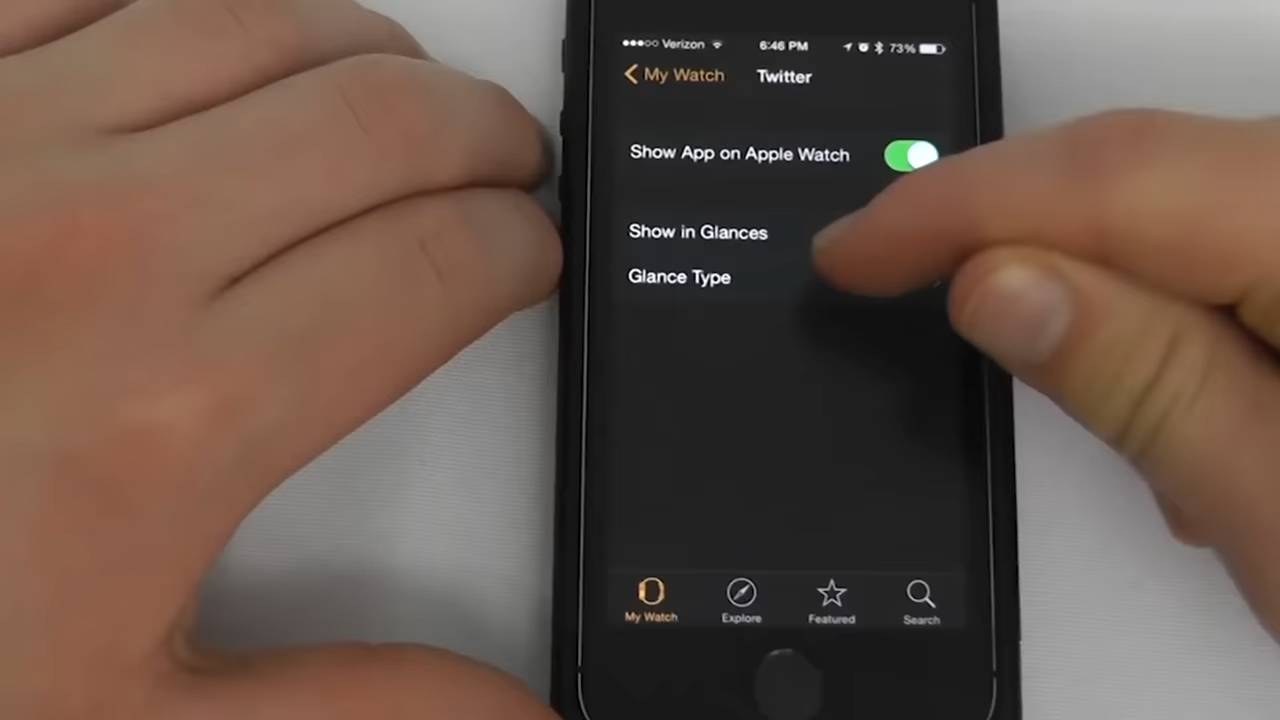 Verizon 6:46 PM 73%
My Watch Twitter
Show App on Apple Watch
Show in Glances
Glance Type
My Watch Explore Featured Search